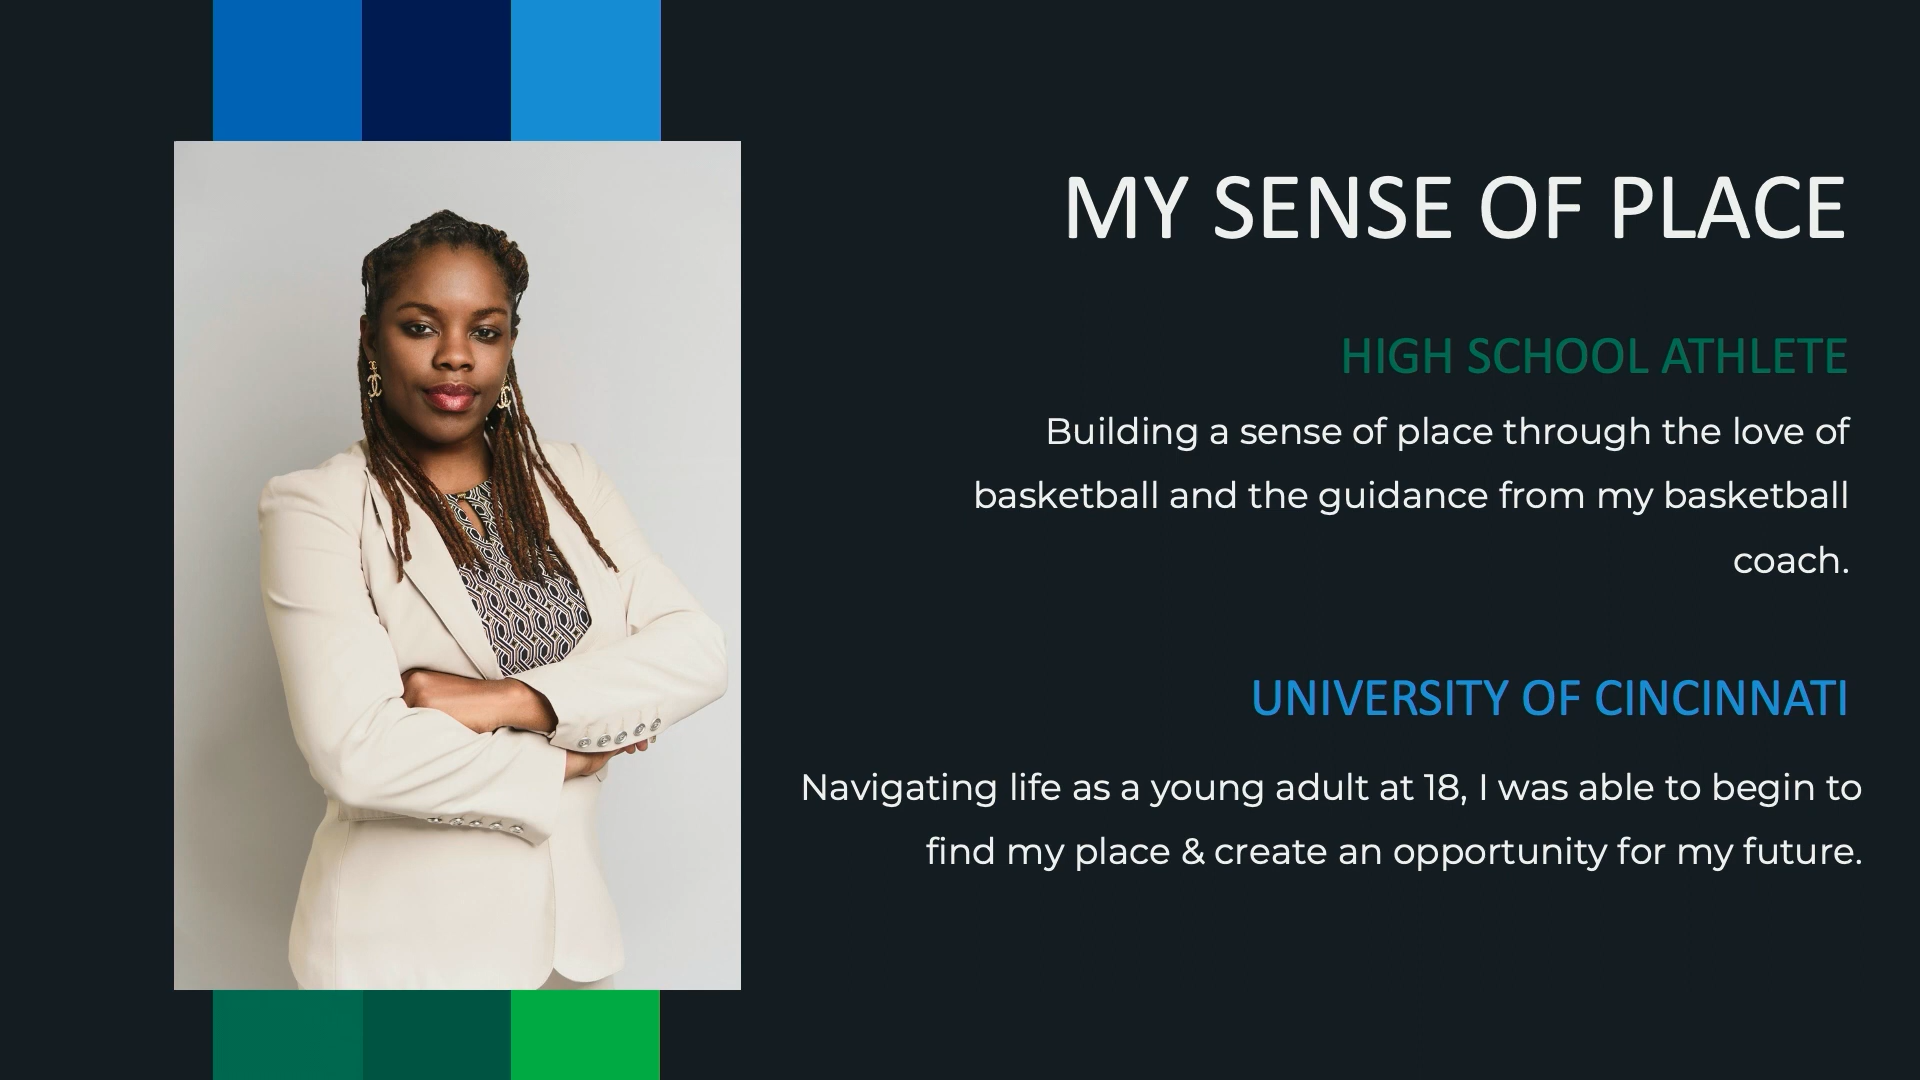 MY SENSE OF PLACE
HIGH SCHOOL ATHLETE
Building a sense of place through the love of
basketball and the guidance from my basketball
coach.
UNIVERSITY OF CINCINNATI
Navigating life as a young adult at 18, I was able to begin to
find my place & create an opportunity for my future.